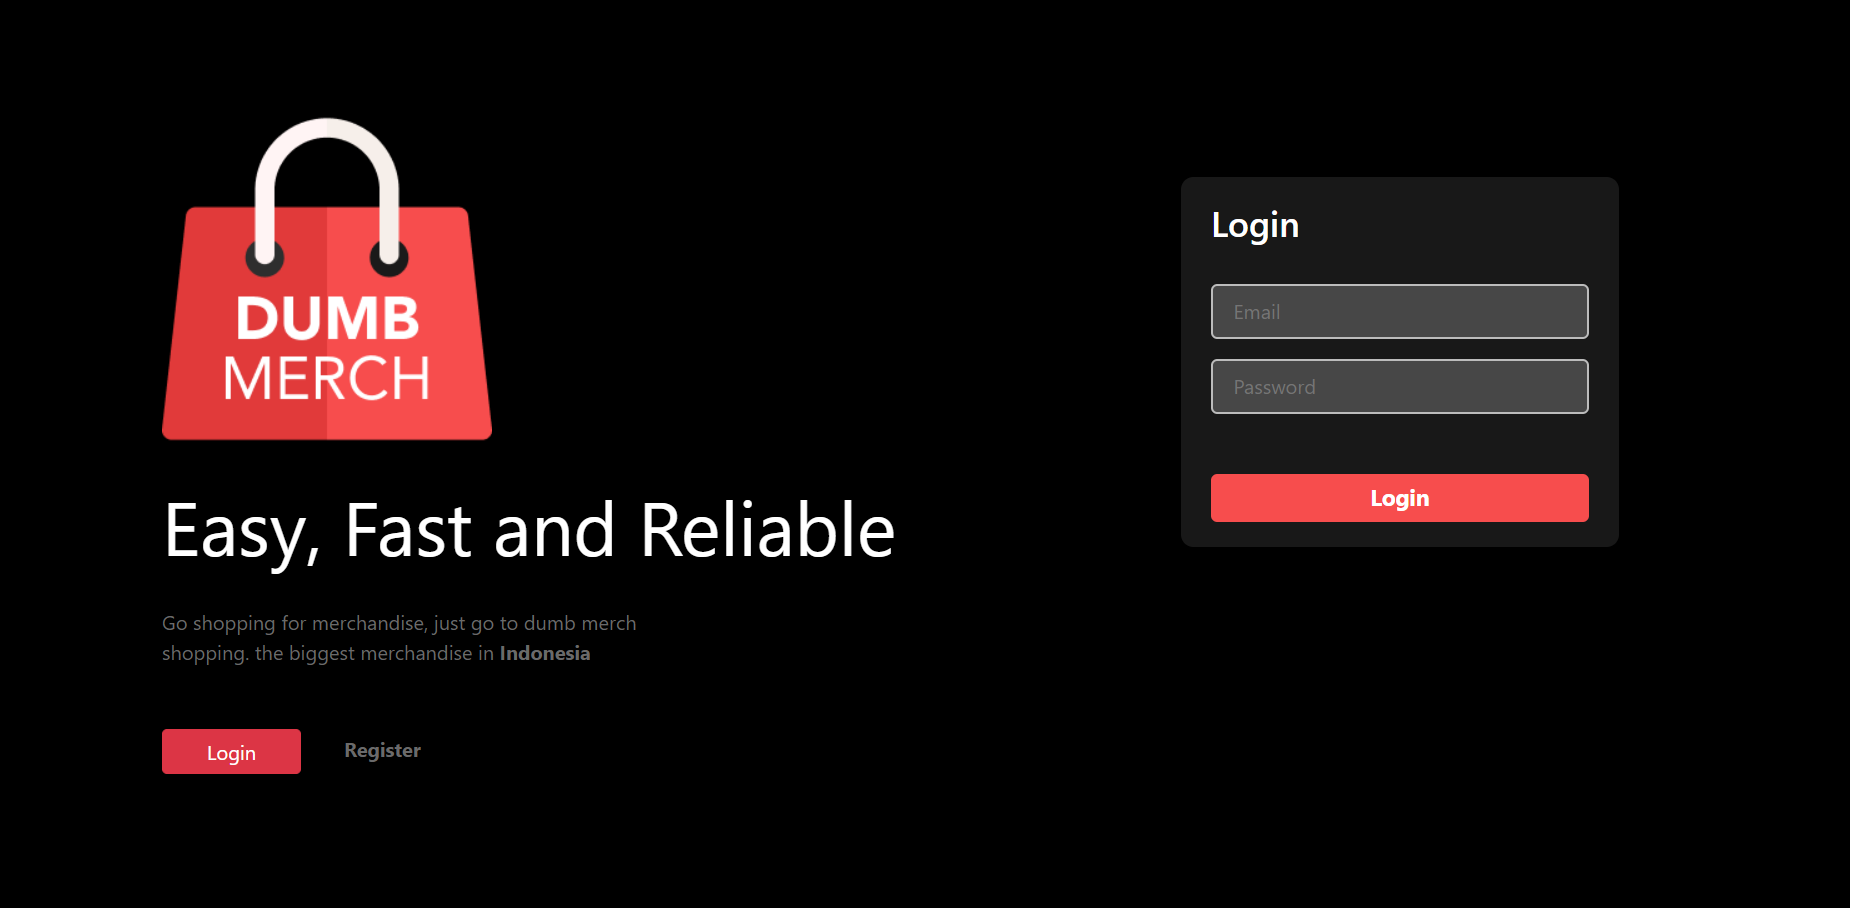 DUMB
MERCH
Easy, Fast and Reliable
Go shopping for merchandise, just go to dumb merch
shopping. the biggest merchandise in Indonesia
Login
Register
Login
Email
Password
Login